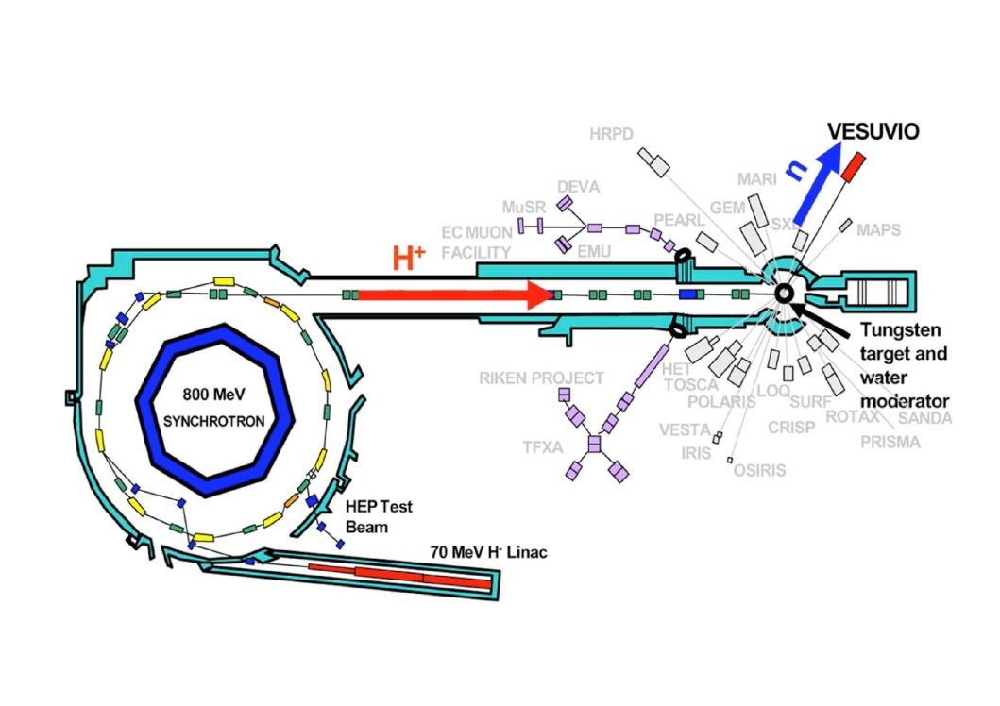 VESUVIO
HRPD
n
MARI
DEVA
MuSR
GEM
PEARL
SXD
MAPS
EC MUON
FACILITY
EMU
H+
Tungsten
target and
water
moderator
HET
TOSCA
POLARIS
LOQ
SURF
CRISP
ROTAX
SANDA
PRISMA
RIKEN PROJECT
TFXA
VESTA
IRIS
OSIRIS
800 MeV
SYNCHROTRON
HEP Test
Beam
70 MeV H- Linac